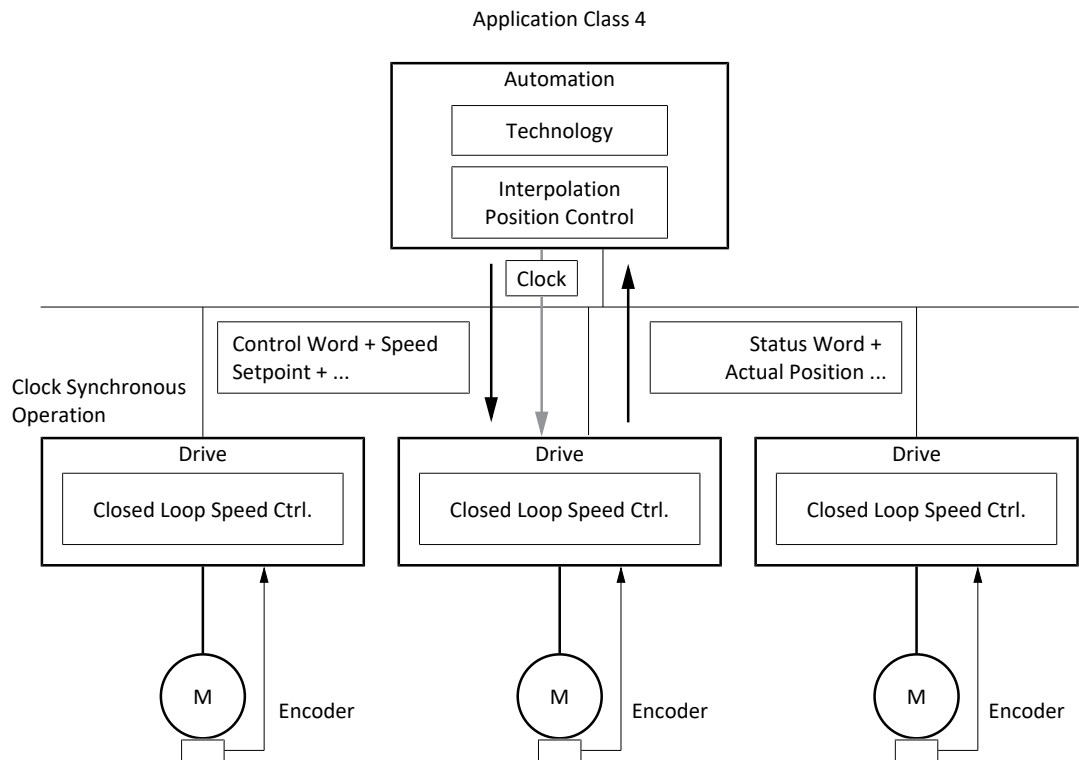 Application Class 4
Automation
Technology
Interpolation
Position Control
Clock
Control Word + Speed
Setpoint + ...
Status Word +
Actual Position ...
Clock Synchronous
Operation
Drive
Drive
Drive
Closed Loop Speed Ctrl.
Closed Loop Speed Ctrl.
Closed Loop Speed Ctrl.
M
Encoder
M
Encoder
M
Encoder